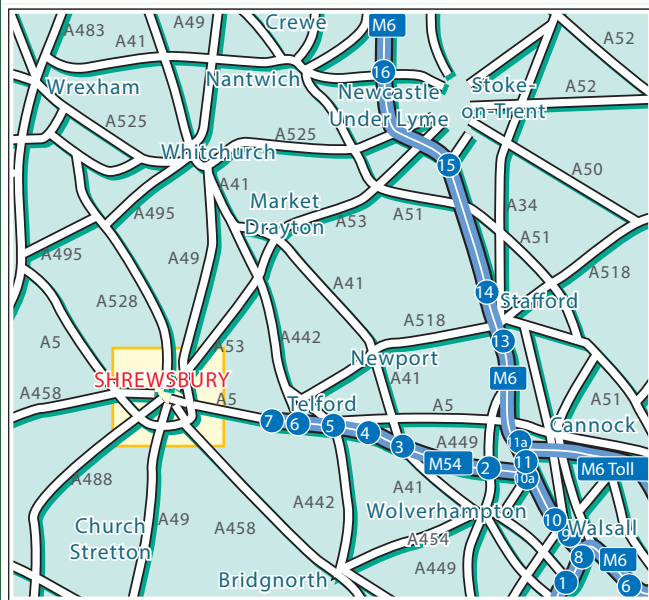 A483
A41
A49
Crewe
M6
A52
Wrexham
Nantwich
16
Newcastle
Under Lyme
Stoke-
on-Trent
A52
A525
A525
Whitchurch
15
A50
A41
Market
Drayton
A495
A53
A51
A34
A51
A495
A49
A518
A528
A41
14
Stafford
A5
A53
A442
A518
13
Newport
SHREWSBURY
A41
M6
A458
A5
Telford
A5
A51
7
6
5
4
3
A449
Cannock
11a
M54
2
11
M6 Toll
10a
A488
A41
A442
Wolverhampton
A49
A458
10
Church
Stretton
A454
Walsall
8
M6
Bridgnorth
A449
1
6